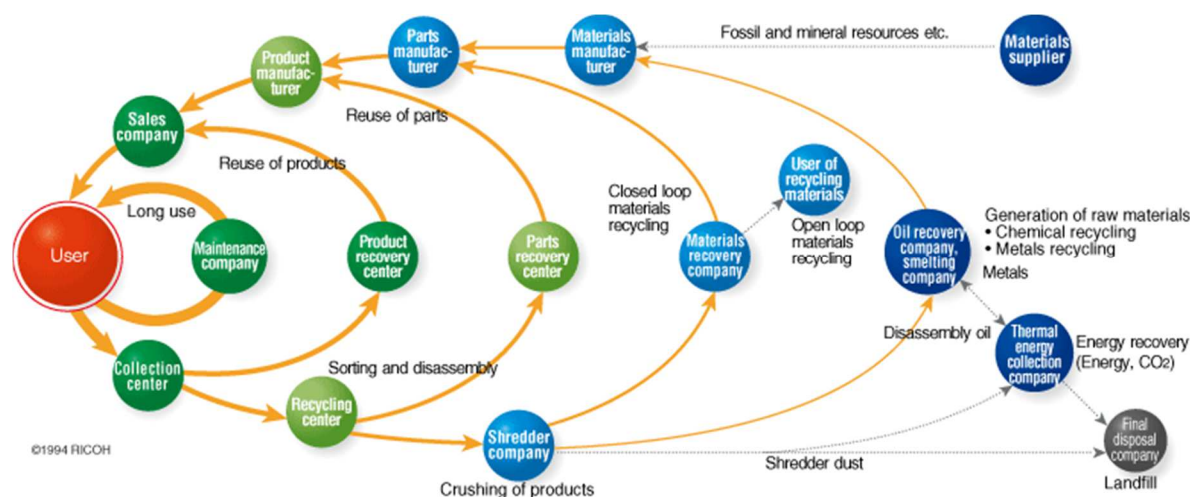 Fossil and mineral resources etc.
Materials
supplier
Materials
manufac-
turer
Parts
manufac-
turer
Product
manufac-
turer
Sales
company
Reuse of parts
Reuse of products
Long use
User
Maintenance
company
Product
recovery
center
Parts
recovery
center
Closed loop
materials
recycling
Materials
recovery
company
User of
recycling
materials
Open loop
materials
recycling
Oil recovery
company,
smelting
company
Generation of raw materials
• Chemical recycling
• Metals recycling
Metals
Disassembly oil
Thermal
energy
collection
company
Energy recovery
(Energy, CO2)
Collection
center
Sorting and disassembly
Recycling
center
Shredder
company
Crushing of products
Shredder dust
Final
disposal
company
Landfill
©1994 RICOH